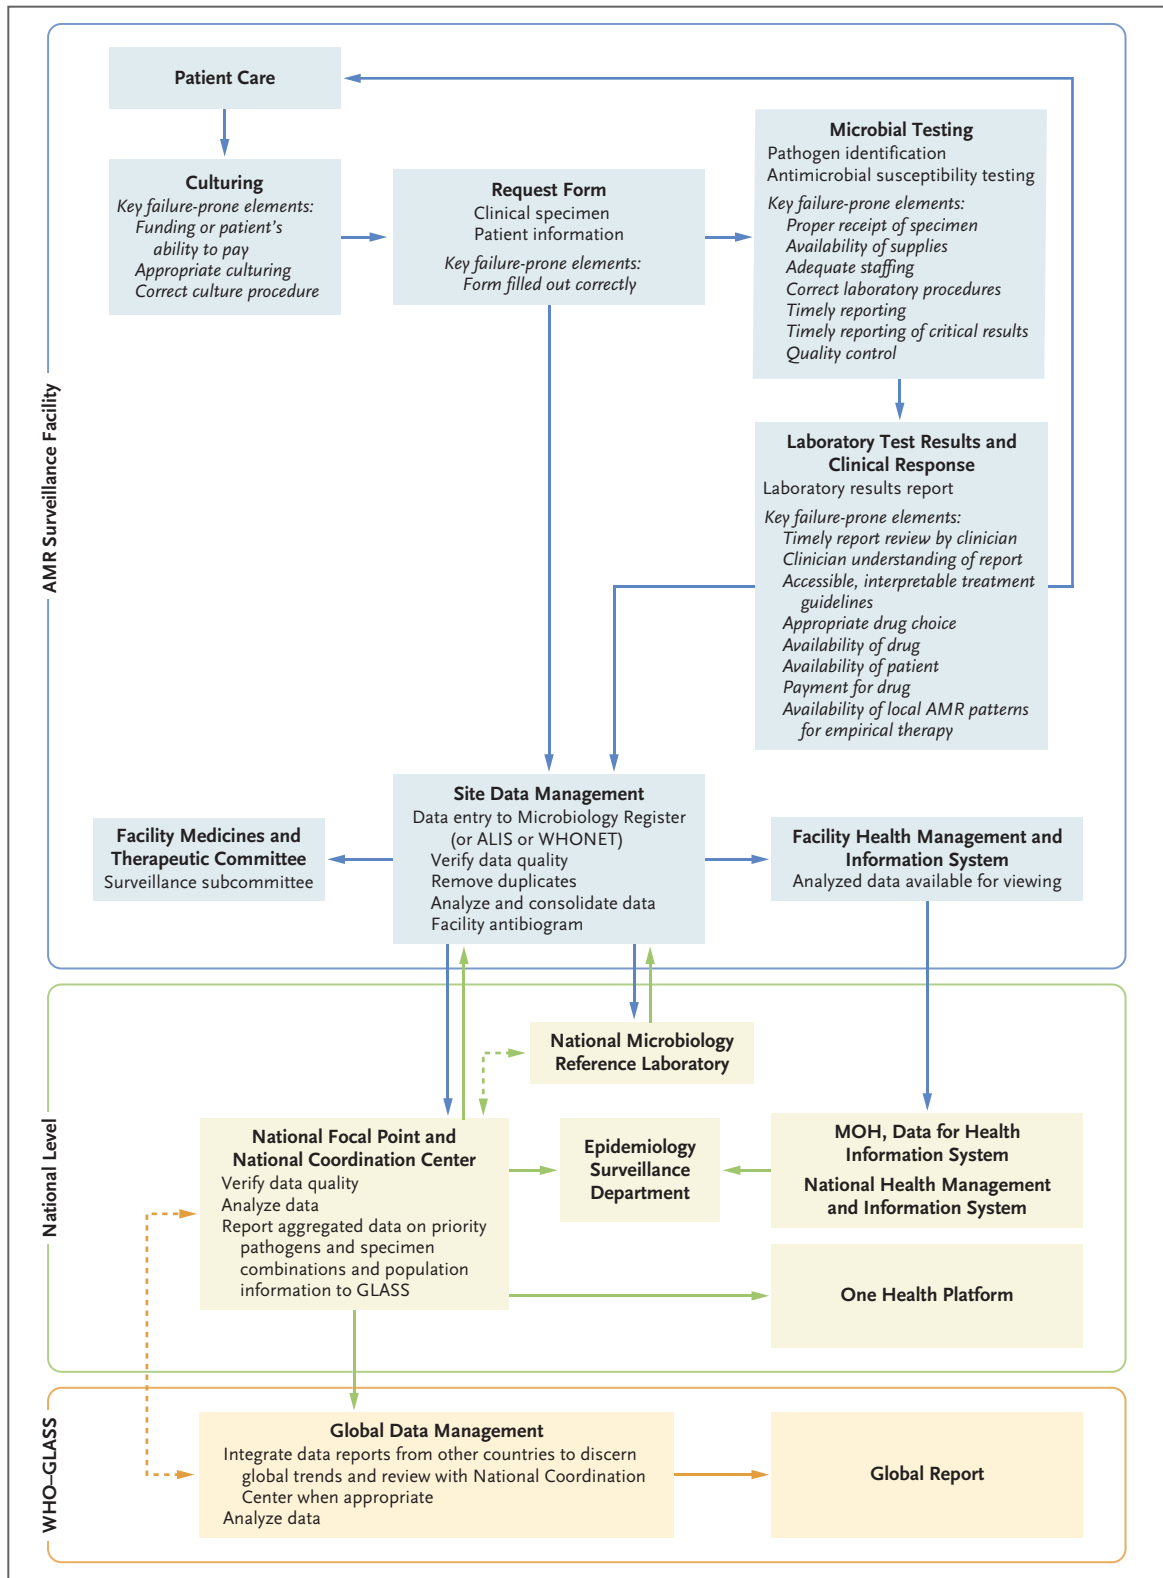 AMR Surveillance Facility
Patient Care
Culturing
Key failure-prone elements:
Funding or patient's
ability to pay
Appropriate culturing
Correct culture procedure
Request Form
Clinical specimen
Patient information
Key failure-prone elements:
Form filled out correctly
Microbial Testing
Pathogen identification
Antimicrobial susceptibility testing
Key failure-prone elements:
Proper receipt of specimen
Availability of supplies
Adequate staffing
Correct laboratory procedures
Timely reporting
Timely reporting of critical results
Quality control
Laboratory Test Results and
Clinical Response
Laboratory results report
Key failure-prone elements:
Timely report review by clinician
Clinician understanding of report
Accessible, interpretable treatment
guidelines
Appropriate drug choice
Availability of drug
Availability of patient
Payment for drug
Availability of local AMR patterns
for empirical therapy
Site Data Management
Data entry to Microbiology Register
(or ALIS or WHONET)
Verify data quality
Remove duplicates
Analyze and consolidate data
Facility antibiogram
Facility Medicines and
Therapeutic Committee
Surveillance subcommittee
Facility Health Management and
Information System
Analyzed data available for viewing
National Level
National Microbiology
Reference Laboratory
National Focal Point and
National Coordination Center
Verify data quality
Analyze data
Report aggregated data on priority
pathogens and specimen
combinations and population
information to GLASS
Epidemiology
Surveillance
Department
MOH, Data for Health
Information System
National Health Management
and Information System
One Health Platform
WHO–GLASS
Global Data Management
Integrate data reports from other countries to discern
global trends and review with National Coordination
Center when appropriate
Analyze data
Global Report